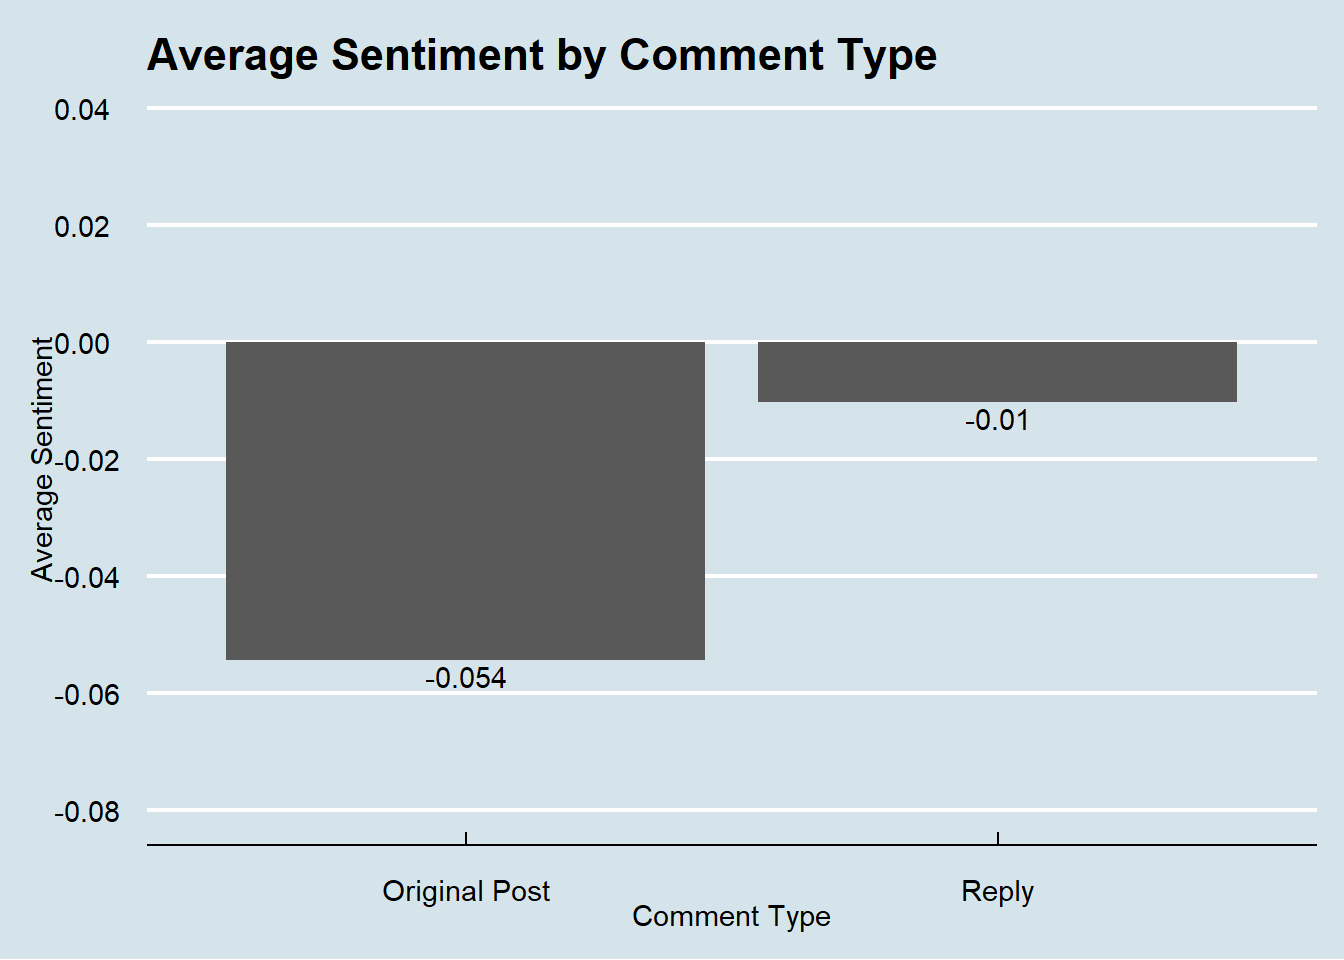 Average Sentiment by Comment Type
0.04
0.02
0.00
-0.02
-0.04
-0.06
-0.08
Average Sentiment
-0.054
-0.01
Original Post
Reply
Comment Type